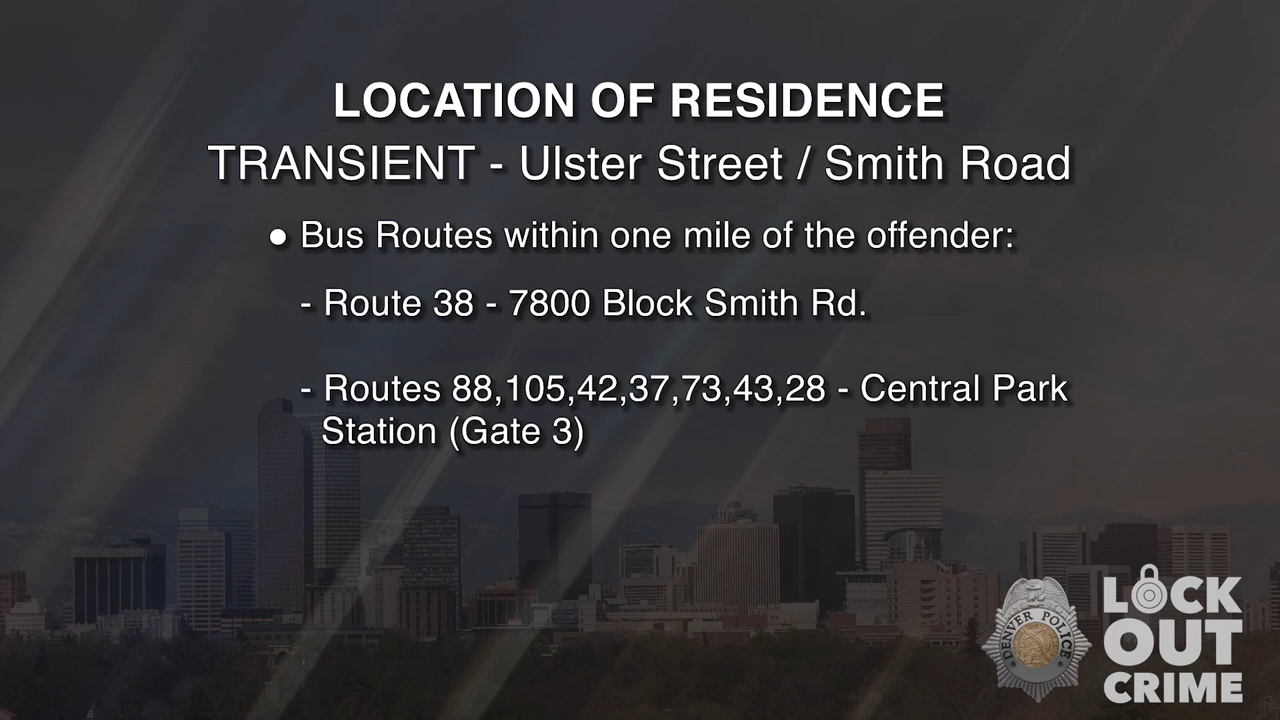 LOCATION OF RESIDENCE
TRANSIENT - Ulster Street / Smith Road
● Bus Routes within one mile of the offender:
- Route 38 - 7800 Block Smith Rd.
- Routes 88,105,42,37,73,43,28 - Central Park
Station (Gate 3)
DENVER POLICE
LOCK
OUT
CRIME